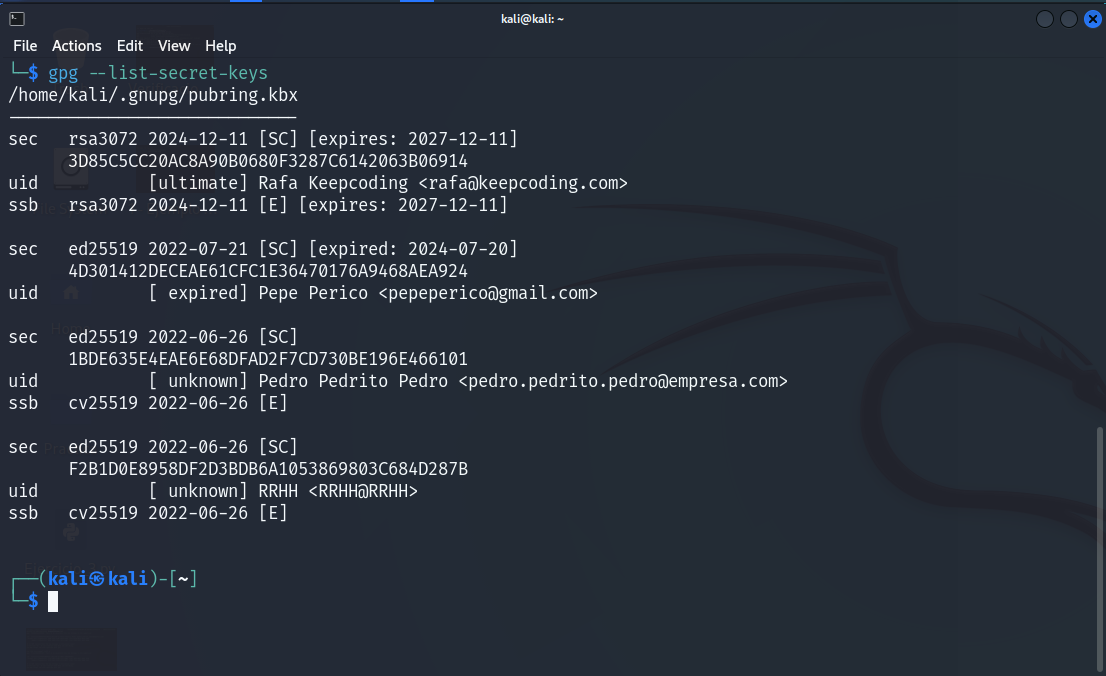 kali@kali: ~
File Actions Edit View Help
└─$ gpg --list-secret-keys
/home/kali/.gnupg/pubring.kbx
-----------------------------
sec   rsa3072 2024-12-11 [SC] [expires: 2027-12-11]
      3D85C5CC20AC8A90B0680F3287C6142063B06914
uid           [ultimate] Rafa Keepcoding <rafa@keepcoding.com>
ssb   rsa3072 2024-12-11 [E] [expires: 2027-12-11]
sec   ed25519 2022-07-21 [SC] [expired: 2024-07-20]
      4D301412DECEAE61CFC1E36470176A9468AEA924
uid           [ expired] Pepe Perico <pepeperico@gmail.com>
sec   ed25519 2022-06-26 [SC]
      1BDE635E4EAE6E68DFAD2F7CD730BE196E466101
uid           [ unknown] Pedro Pedrito Pedro <pedro.pedrito.pedro@empresa.com>
ssb   cv25519 2022-06-26 [E]
sec   ed25519 2022-06-26 [SC]
      F2B1D0E8958DF2D3BDB6A1053869803C684D287B
uid           [ unknown] RRHH <RRHH@RRHH>
ssb   cv25519 2022-06-26 [E]
┌──(kali㉿kali)-[~]
└─$